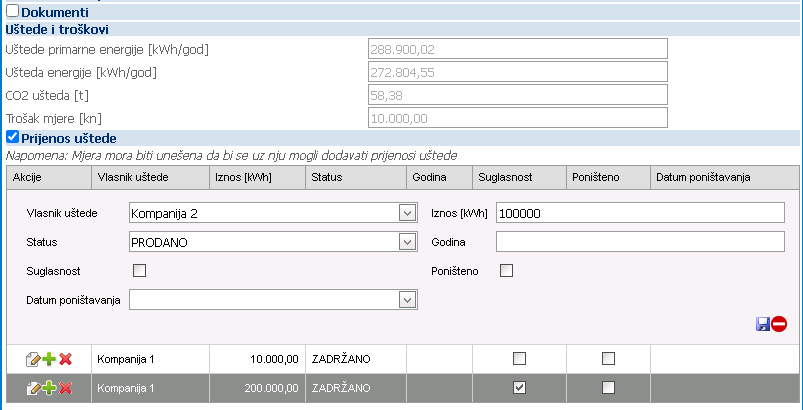 Dokumenti
Uštede i troškovi
Uštede primarne energije [kWh/god] 288.900,02
Ušteda energije [kWh/god] 272.804,55
CO2 ušteda [t] 58,38
Trošak mjere [kn] 10.000,00
Prijenos uštede
Napomena: Mjera mora biti unešena da bi se uz nju mogli dodavati prijenosi uštede
Akcije Vlasnik uštede Iznos [kWh] Status Godina Suglasnost Poništeno Datum poništavanja
Vlasnik uštede Kompanija 2 Iznos [kWh] 100000
Status PRODANO Godina
Suglasnost Poništeno
Datum poništavanja
Kompanija 1 10.000,00 ZADRŽANO
Kompanija 1 200.000,00 ZADRŽANO